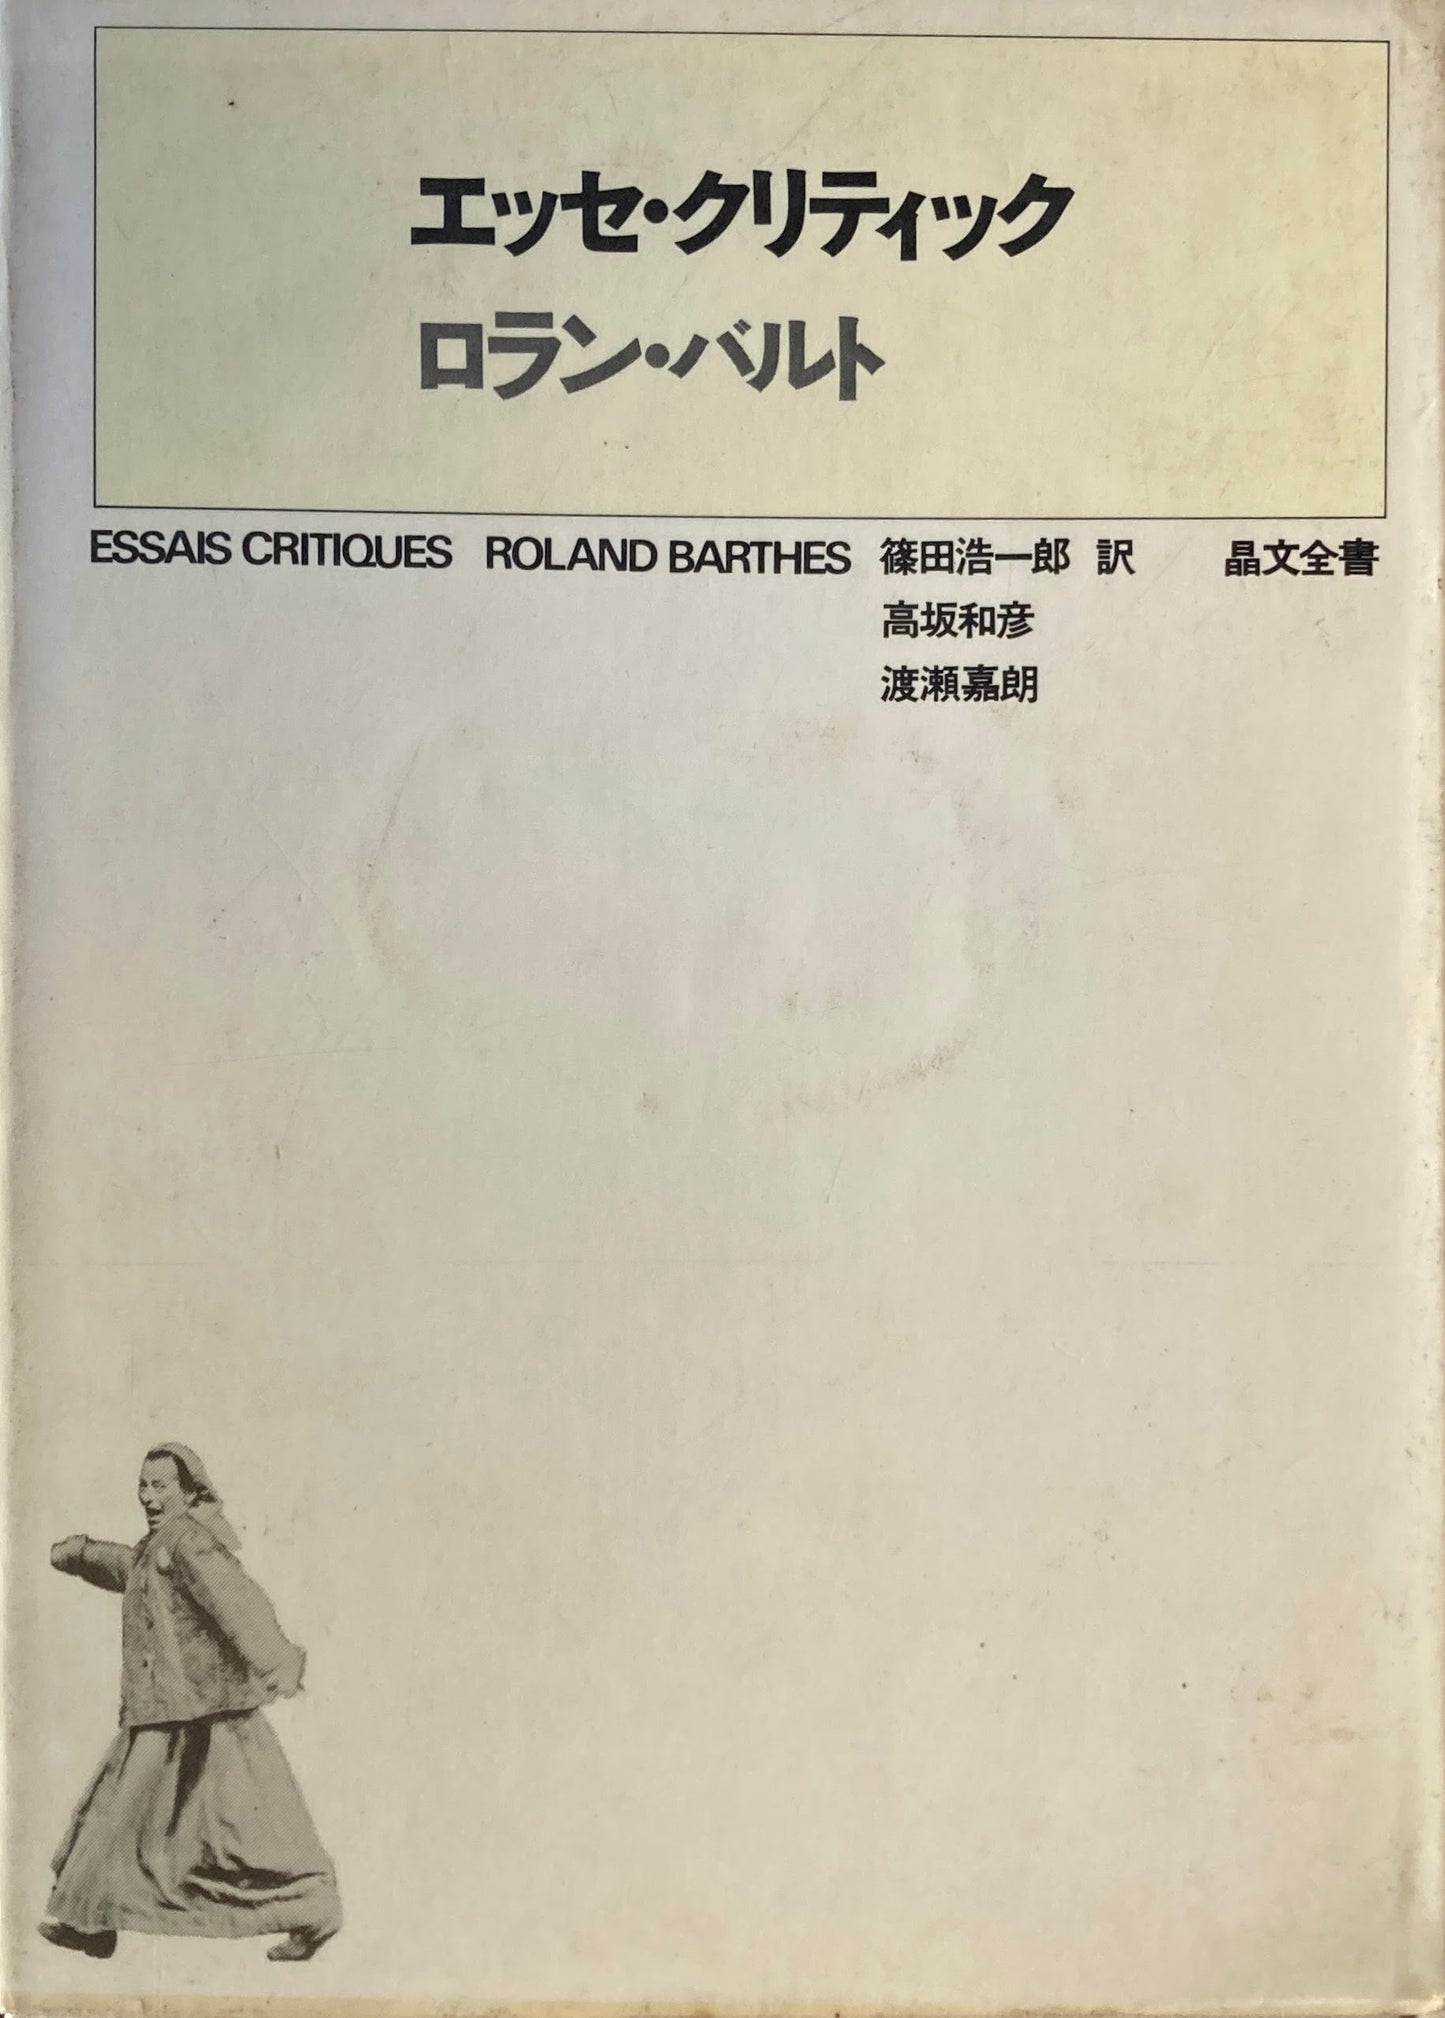 エッセ・クリティック
ロラン・バルト
ESSAIS CRITIQUES ROLAND BARTHES 篠田浩一郎 訳 晶文全書
高坂和彦
渡瀬嘉朗